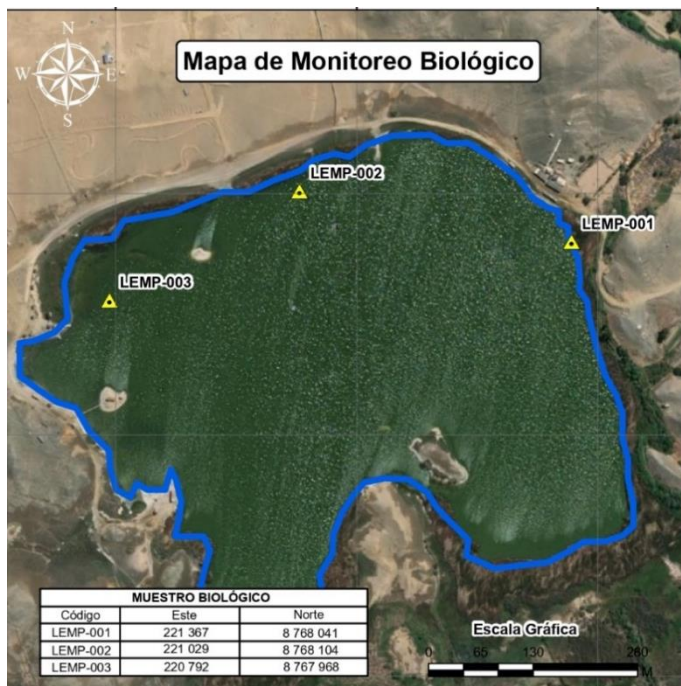 N
W E
S
Mapa de Monitoreo Biológico
LEMP-002
LEMP-001
LEMP-003
MUESTRO BIOLÓGICO
Código Este Norte
LEMP-001 221 367 8 768 041
LEMP-002 221 029 8 768 104
LEMP-003 220 792 8 767 968
Escala Gráfica
0 65 130 260
M